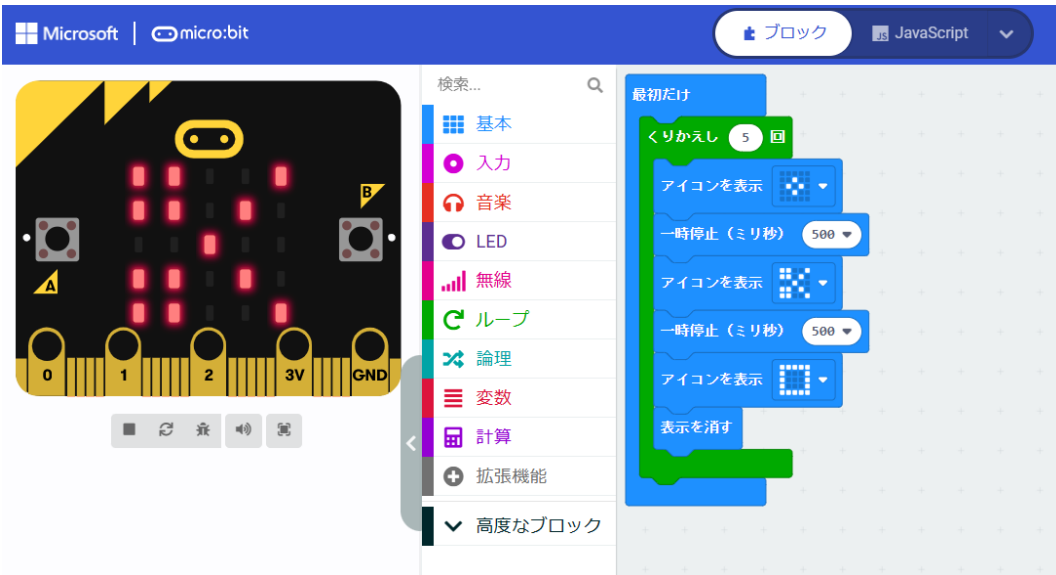 Microsoft micro:bit ブロック JS JavaScript
A
B
0 1 2 3V GND
検索...
基本
入力
音楽
LED
無線
ループ
論理
変数
計算
拡張機能
高度なブロック
最初だけ
くりかえし 5 回
アイコンを表示
一時停止（ミリ秒） 500
アイコンを表示
一時停止（ミリ秒） 500
アイコンを表示
表示を消す